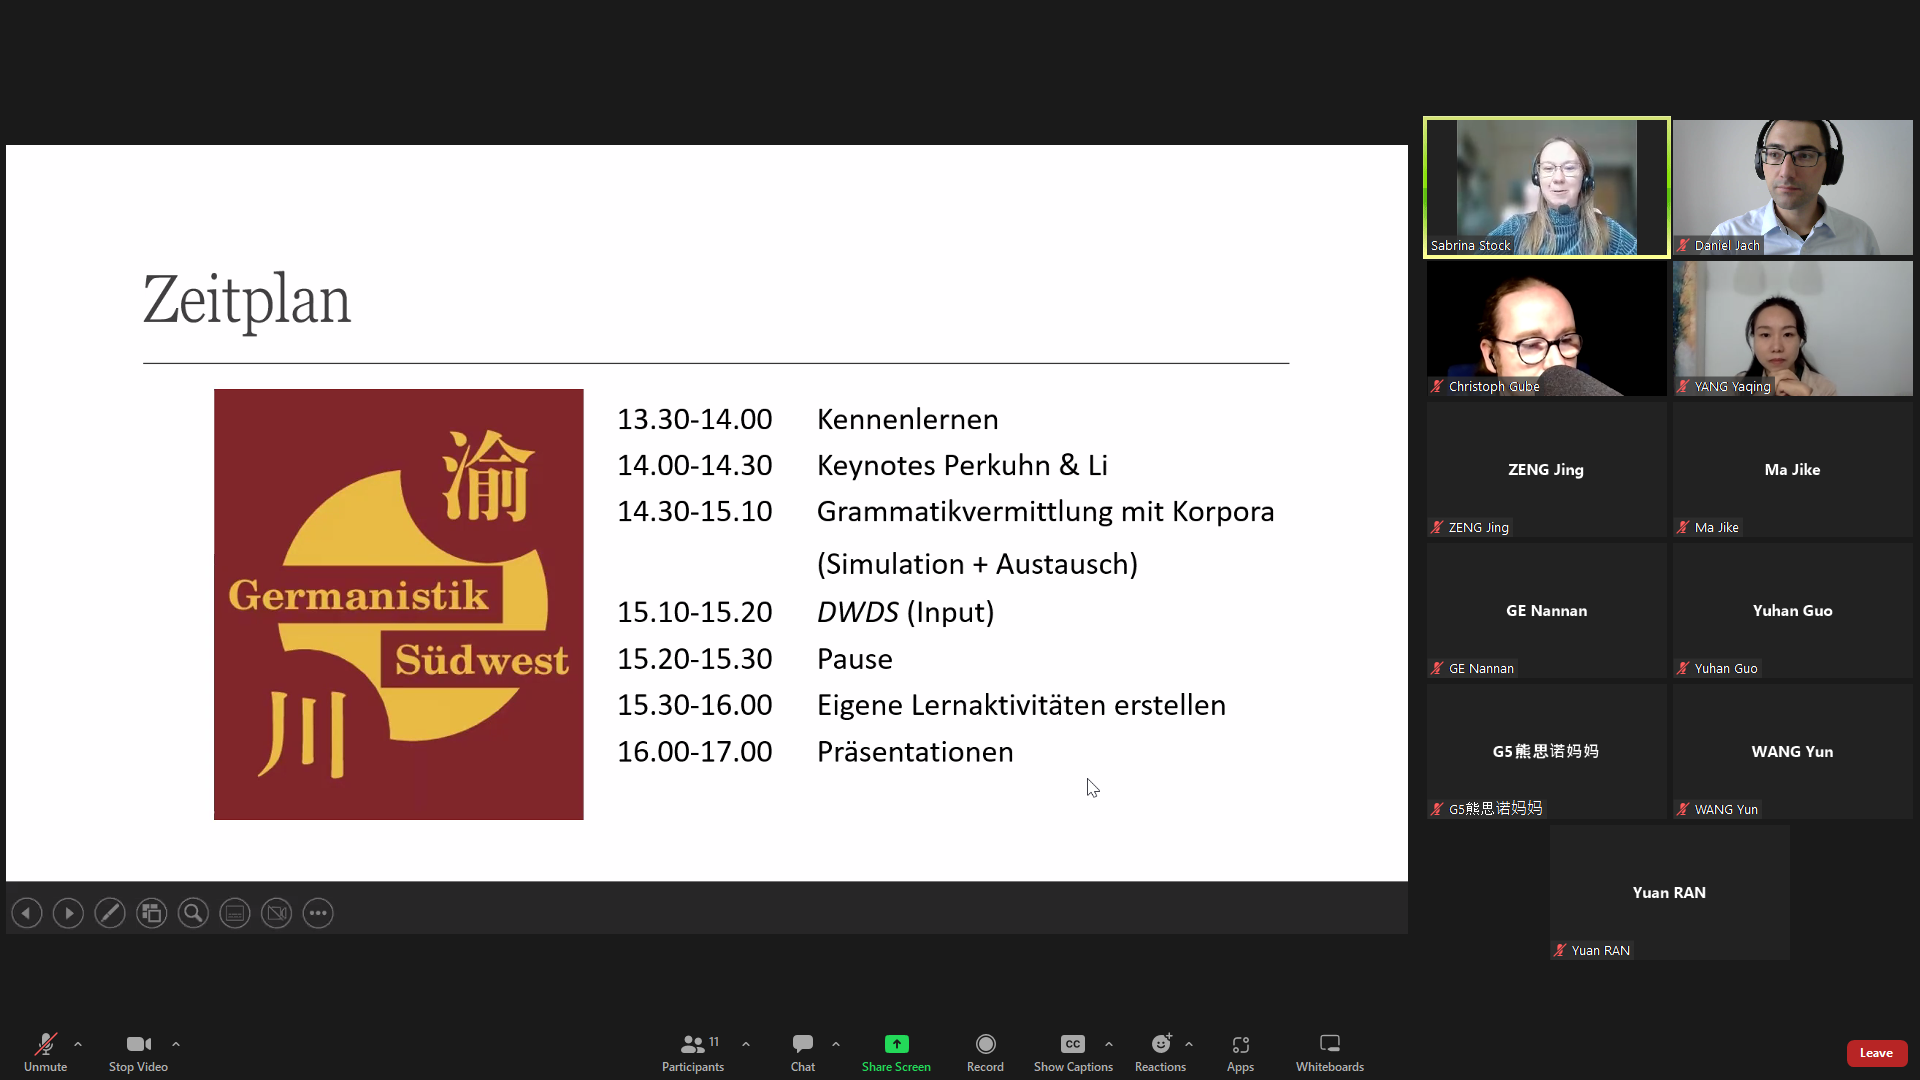 Zeitplan
渝
Germanistik
Südwest
川
13.30-14.00 Kennenlernen
14.00-14.30 Keynotes Perkuhn & Li
14.30-15.10 Grammatikvermittlung mit Korpora
(Simulation + Austausch)
15.10-15.20 DWDS (Input)
15.20-15.30 Pause
15.30-16.00 Eigene Lernaktivitäten erstellen
16.00-17.00 Präsentationen
Sabrina Stock
Daniel Jach
Christoph Gube
YANG Yaqing
ZENG Jing
ZENG Jing
Ma Jike
Ma Jike
GE Nannan
GE Nannan
Yuhan Guo
Yuhan Guo
G5熊思诺妈妈
G5熊思诺妈妈
WANG Yun
WANG Yun
Yuan RAN
Yuan RAN
Unmute
Stop Video
11
Participants
Chat
Share Screen
Record
CC
Show Captions
Reactions
Apps
Whiteboards
Leave